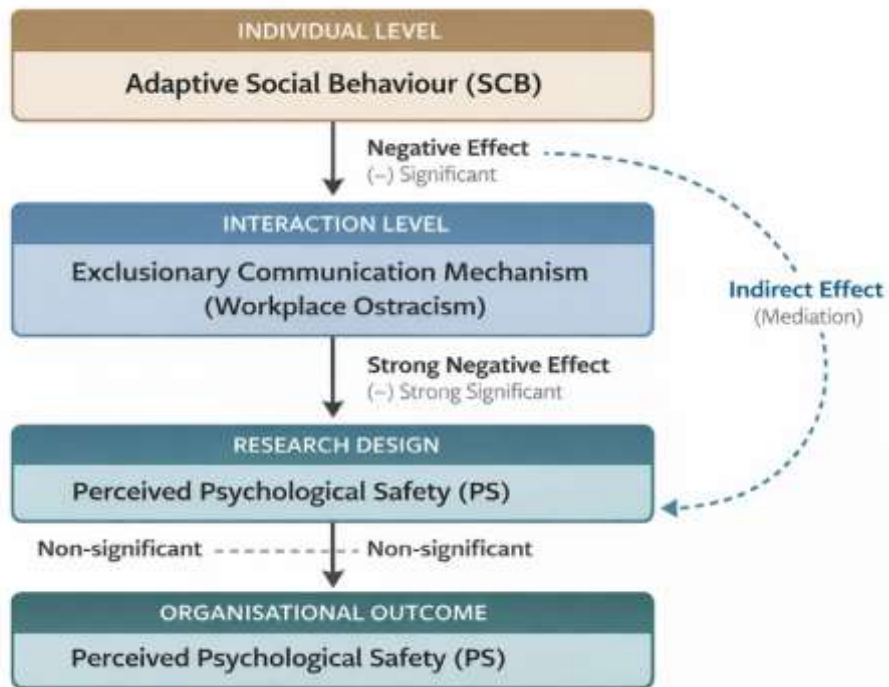 INDIVIDUAL LEVEL
Adaptive Social Behaviour (SCB)
Negative Effect
(–) Significant
INTERACTION LEVEL
Exclusionary Communication Mechanism
(Workplace Ostracism)
Indirect Effect
(Mediation)
Strong Negative Effect
(–) Strong Significant
RESEARCH DESIGN
Perceived Psychological Safety (PS)
Non-significant Non-significant
ORGANISATIONAL OUTCOME
Perceived Psychological Safety (PS)